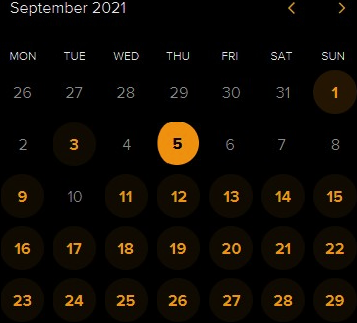 September 2021
MON TUE WED THU FRI SAT SUN
26 27 28 29 30 31 1
2 3 4 5 6 7 8
9 10 11 12 13 14 15
16 17 18 19 20 21 22
23 24 25 26 27 28 29